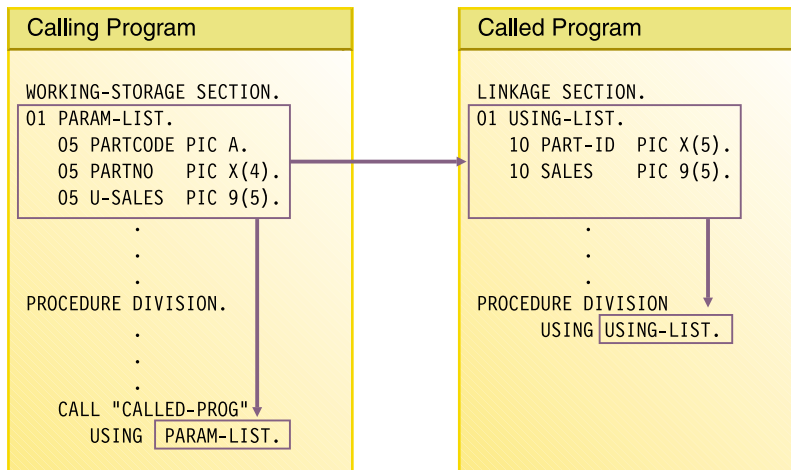 Calling Program
WORKING-STORAGE SECTION.
01 PARAM-LIST.
05 PARTCODE PIC A.
05 PARTNO PIC X(4).
05 U-SALES PIC 9(5).
.
.
.
PROCEDURE DIVISION.
.
.
.
CALL "CALLED-PROG"
USING PARAM-LIST.
Called Program
LINKAGE SECTION.
01 USING-LIST.
10 PART-ID PIC X(5).
10 SALES PIC 9(5).
.
.
.
PROCEDURE DIVISION
USING USING-LIST.